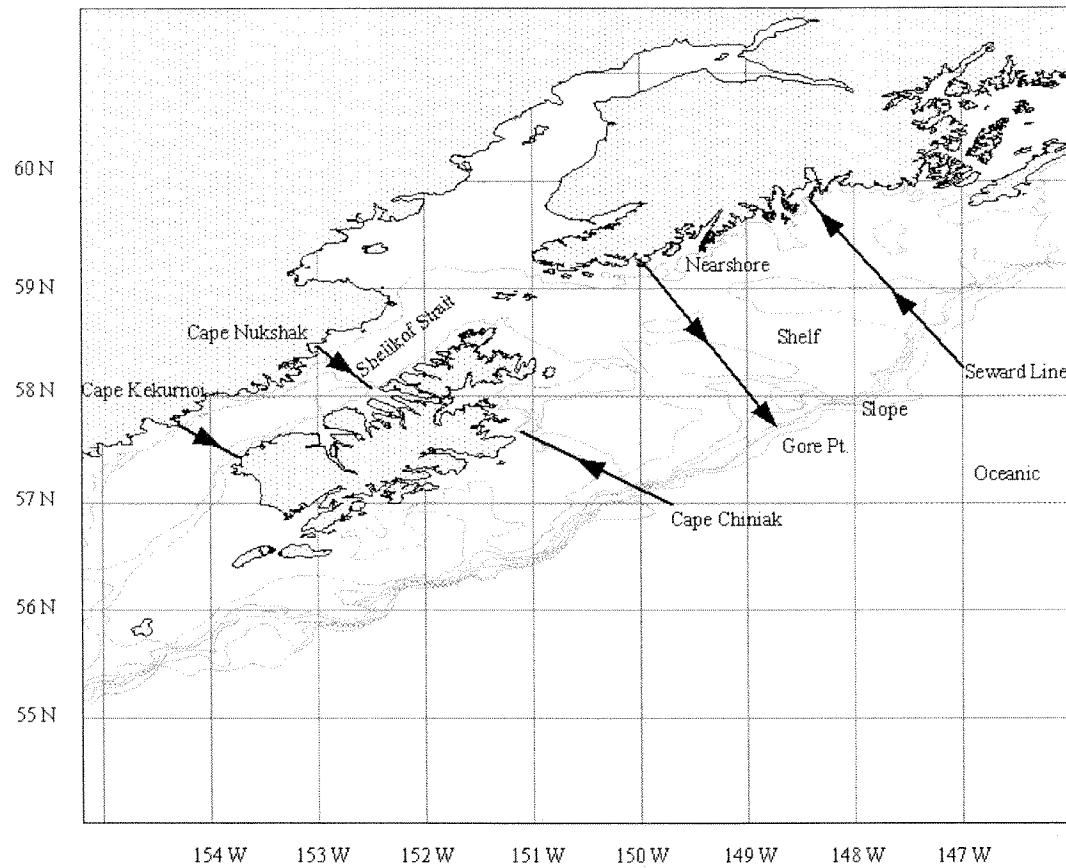 60 N
Nearshore
59 N
Cape Nukshak
Shelikof Strait
Shelf
Seward Line
58 N
Cape Kekurnoi
Slope
Gore Pt.
Oceanic
57 N
Cape Chiniak
56 N
55 N
154 W
153 W
152 W
151 W
150 W
149 W
148 W
147 W